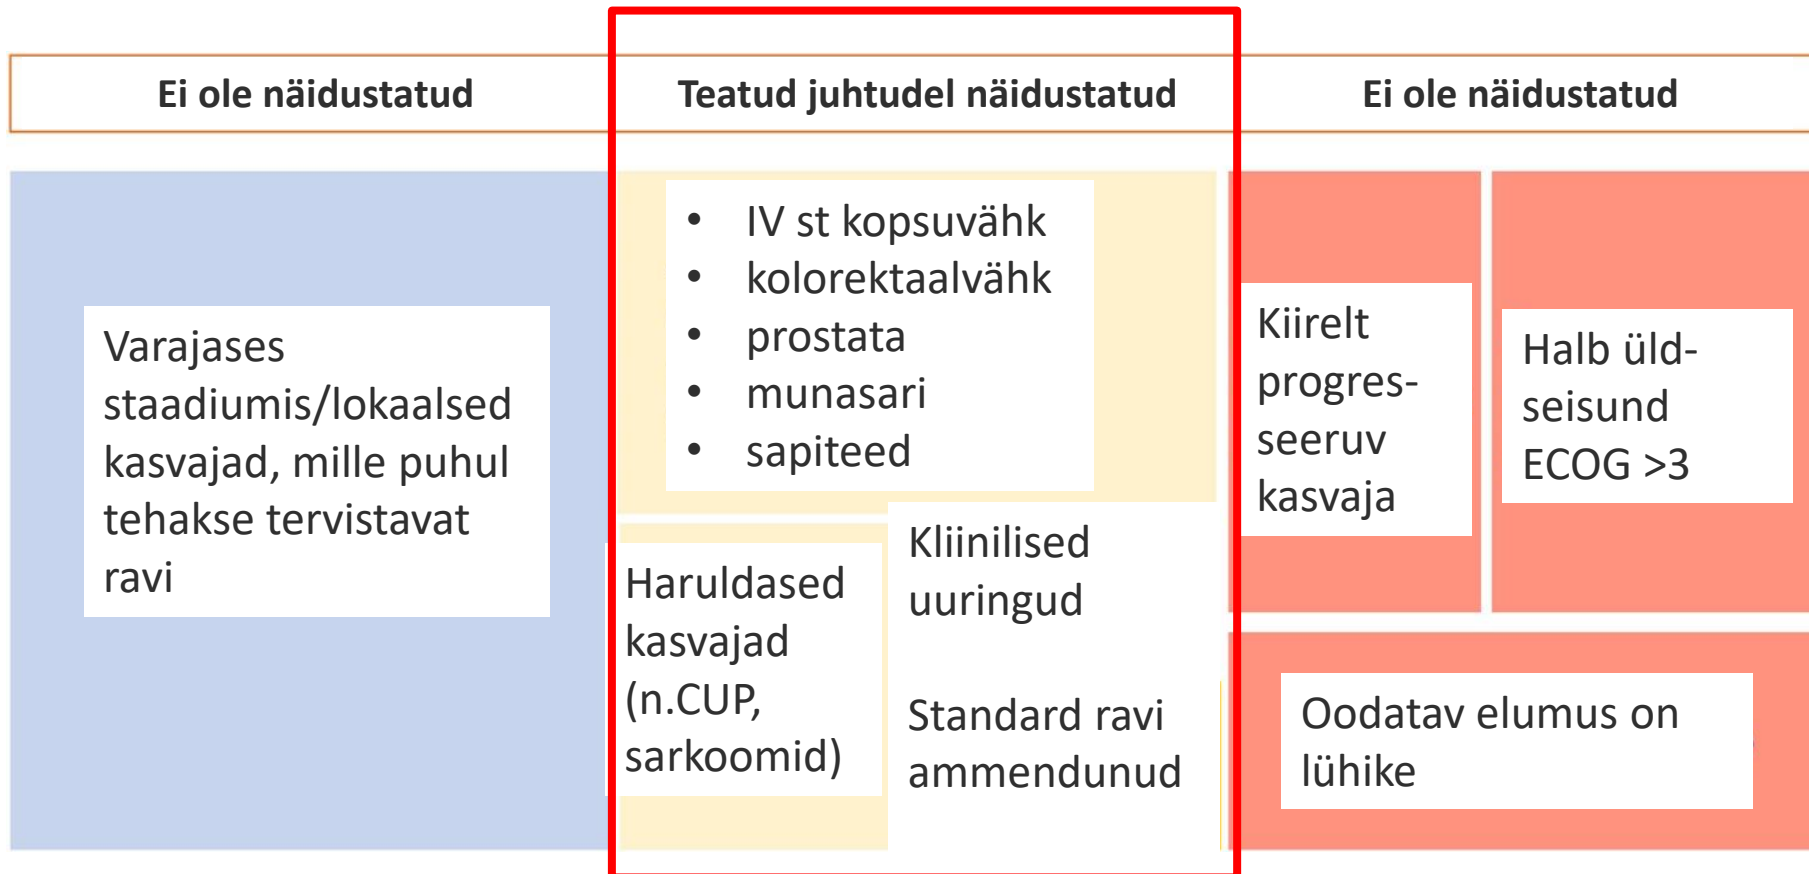 Ei ole näidustatud
Teatud juhtudel näidustatud
Ei ole näidustatud
Varajases
staadiumis/lokaalsed
kasvajad, mille puhul
tehakse tervistavat
ravi
• IV st kopsuvähk
• kolorektaalvähk
• prostata
• munasari
• sapiteed
Haruldased
kasvajad
(n.CUP,
sarkoomid)
Kliinilised
uuringud
Standard ravi
ammendunud
Kiirelt
progres-
seeruv
kasvaja
Halb üld-
seisund
ECOG >3
Oodatav elumus on
lühike